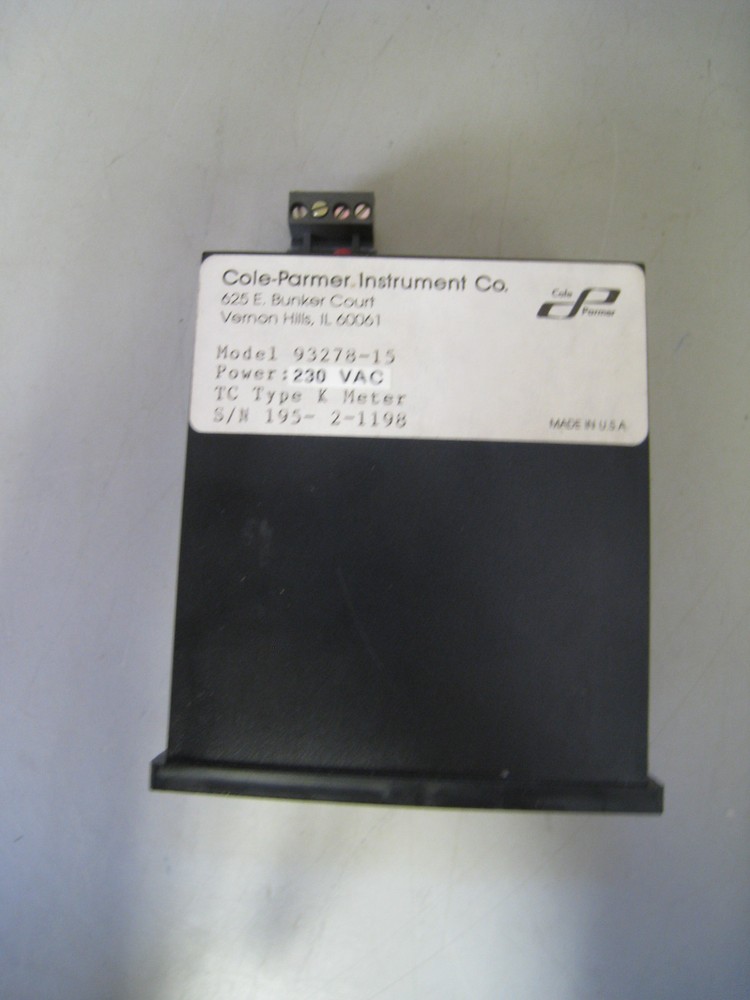 Cole-Parmer Instrument Co.
625 E. Bunker Court
Vernon Hills, IL 60061
Cole
Parmer
Model 93278-15
Power: 230 VAC
TC Type K Meter
S/N 195- 2-1198
MADE IN U.S.A.